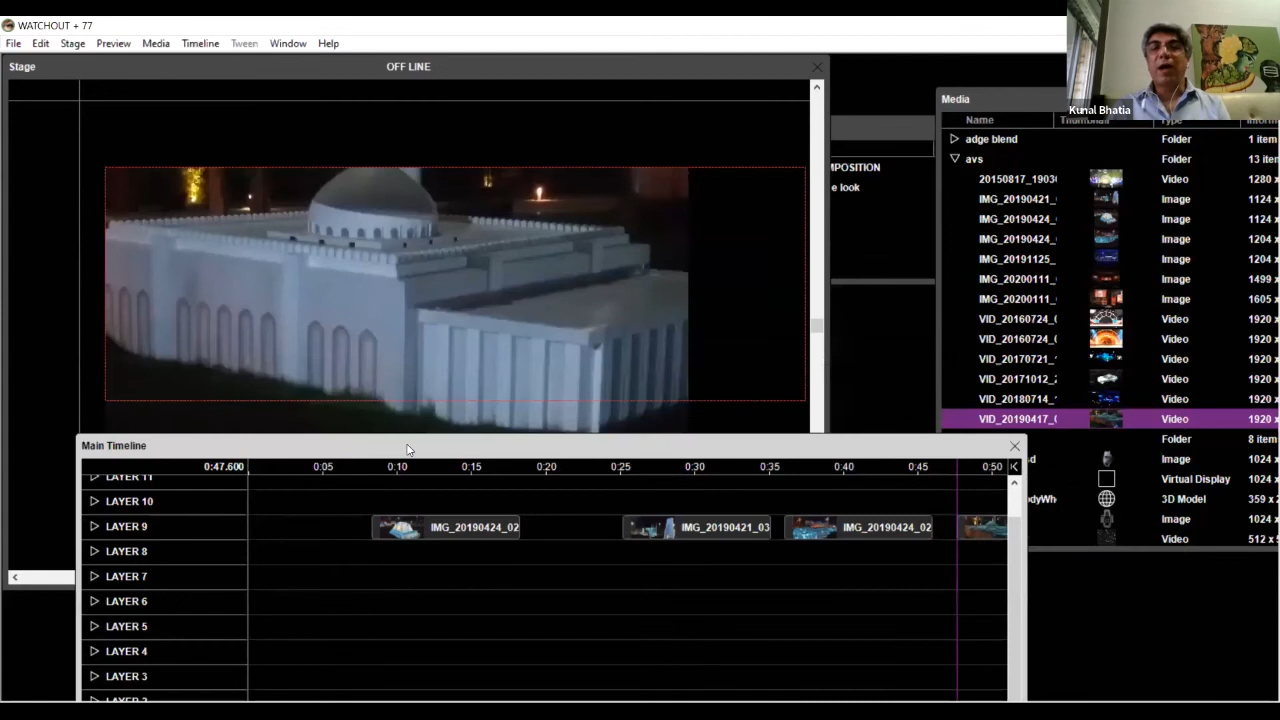 WATCHOUT + 77
File Edit Stage Preview Media Timeline Tween Window Help
Kunal Bhatia
Stage OFF LINE
Media
Name Thumbnail Type
adge blend Folder 1 item
avs Folder 13 item
20150817_1903 Video 1280 x
IMG_20190421_ Image 1124 x
IMG_20190424_ Image 1124 x
IMG_20190424_ Image 1204 x
IMG_20191125_ Image 1204 x
IMG_20200111_ Image 1499 x
IMG_20200111_ Image 1605 x
VID_20160724_ Video 1920 x
VID_20160724_ Video 1920 x
VID_20170721_ Video 1920 x
VID_20171012_2 Video 1920 x
VID_20180714_ Video 1920 x
VID_20190417_ Video 1920 x
Folder 8 item
d Image 1024 x
Virtual Display 1024 x
3D Model 359 x 2
Image 1024 x
Video 512 x 5
MPOSITION
e look
Main Timeline
0:47.600 0:05 0:10 0:15 0:20 0:25 0:30 0:35 0:40 0:45 0:50
LAYER 11
LAYER 10
LAYER 9 IMG_20190424_02 IMG_20190421_03 IMG_20190424_02
LAYER 8
LAYER 7
LAYER 6
LAYER 5
LAYER 4
LAYER 3